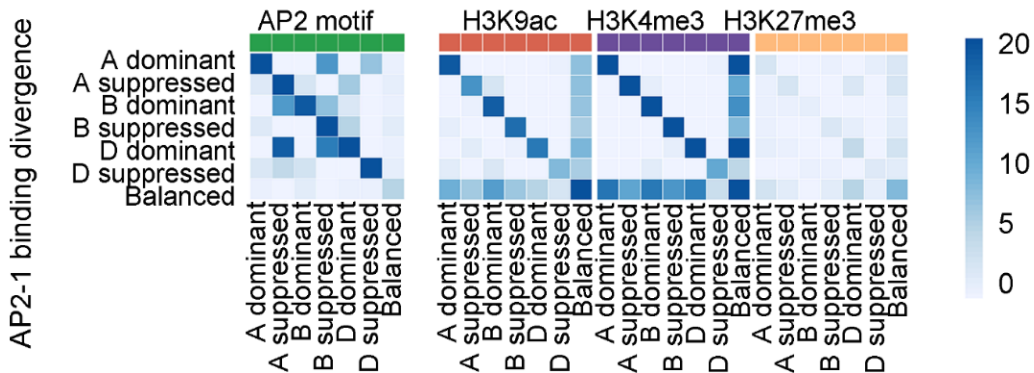 AP2 motif H3K9ac H3K4me3 H3K27me3
AP2-1 binding divergence
A dominant
A suppressed
B dominant
B suppressed
D dominant
D suppressed
Balanced
20
15
10
5
0
A dominant
A suppressed
B dominant
B suppressed
D dominant
D suppressed
Balanced
A dominant
A suppressed
B dominant
B suppressed
D dominant
D suppressed
Balanced
A dominant
A suppressed
B dominant
B suppressed
D dominant
D suppressed
Balanced
A dominant
A suppressed
B dominant
B suppressed
D dominant
D suppressed
Balanced